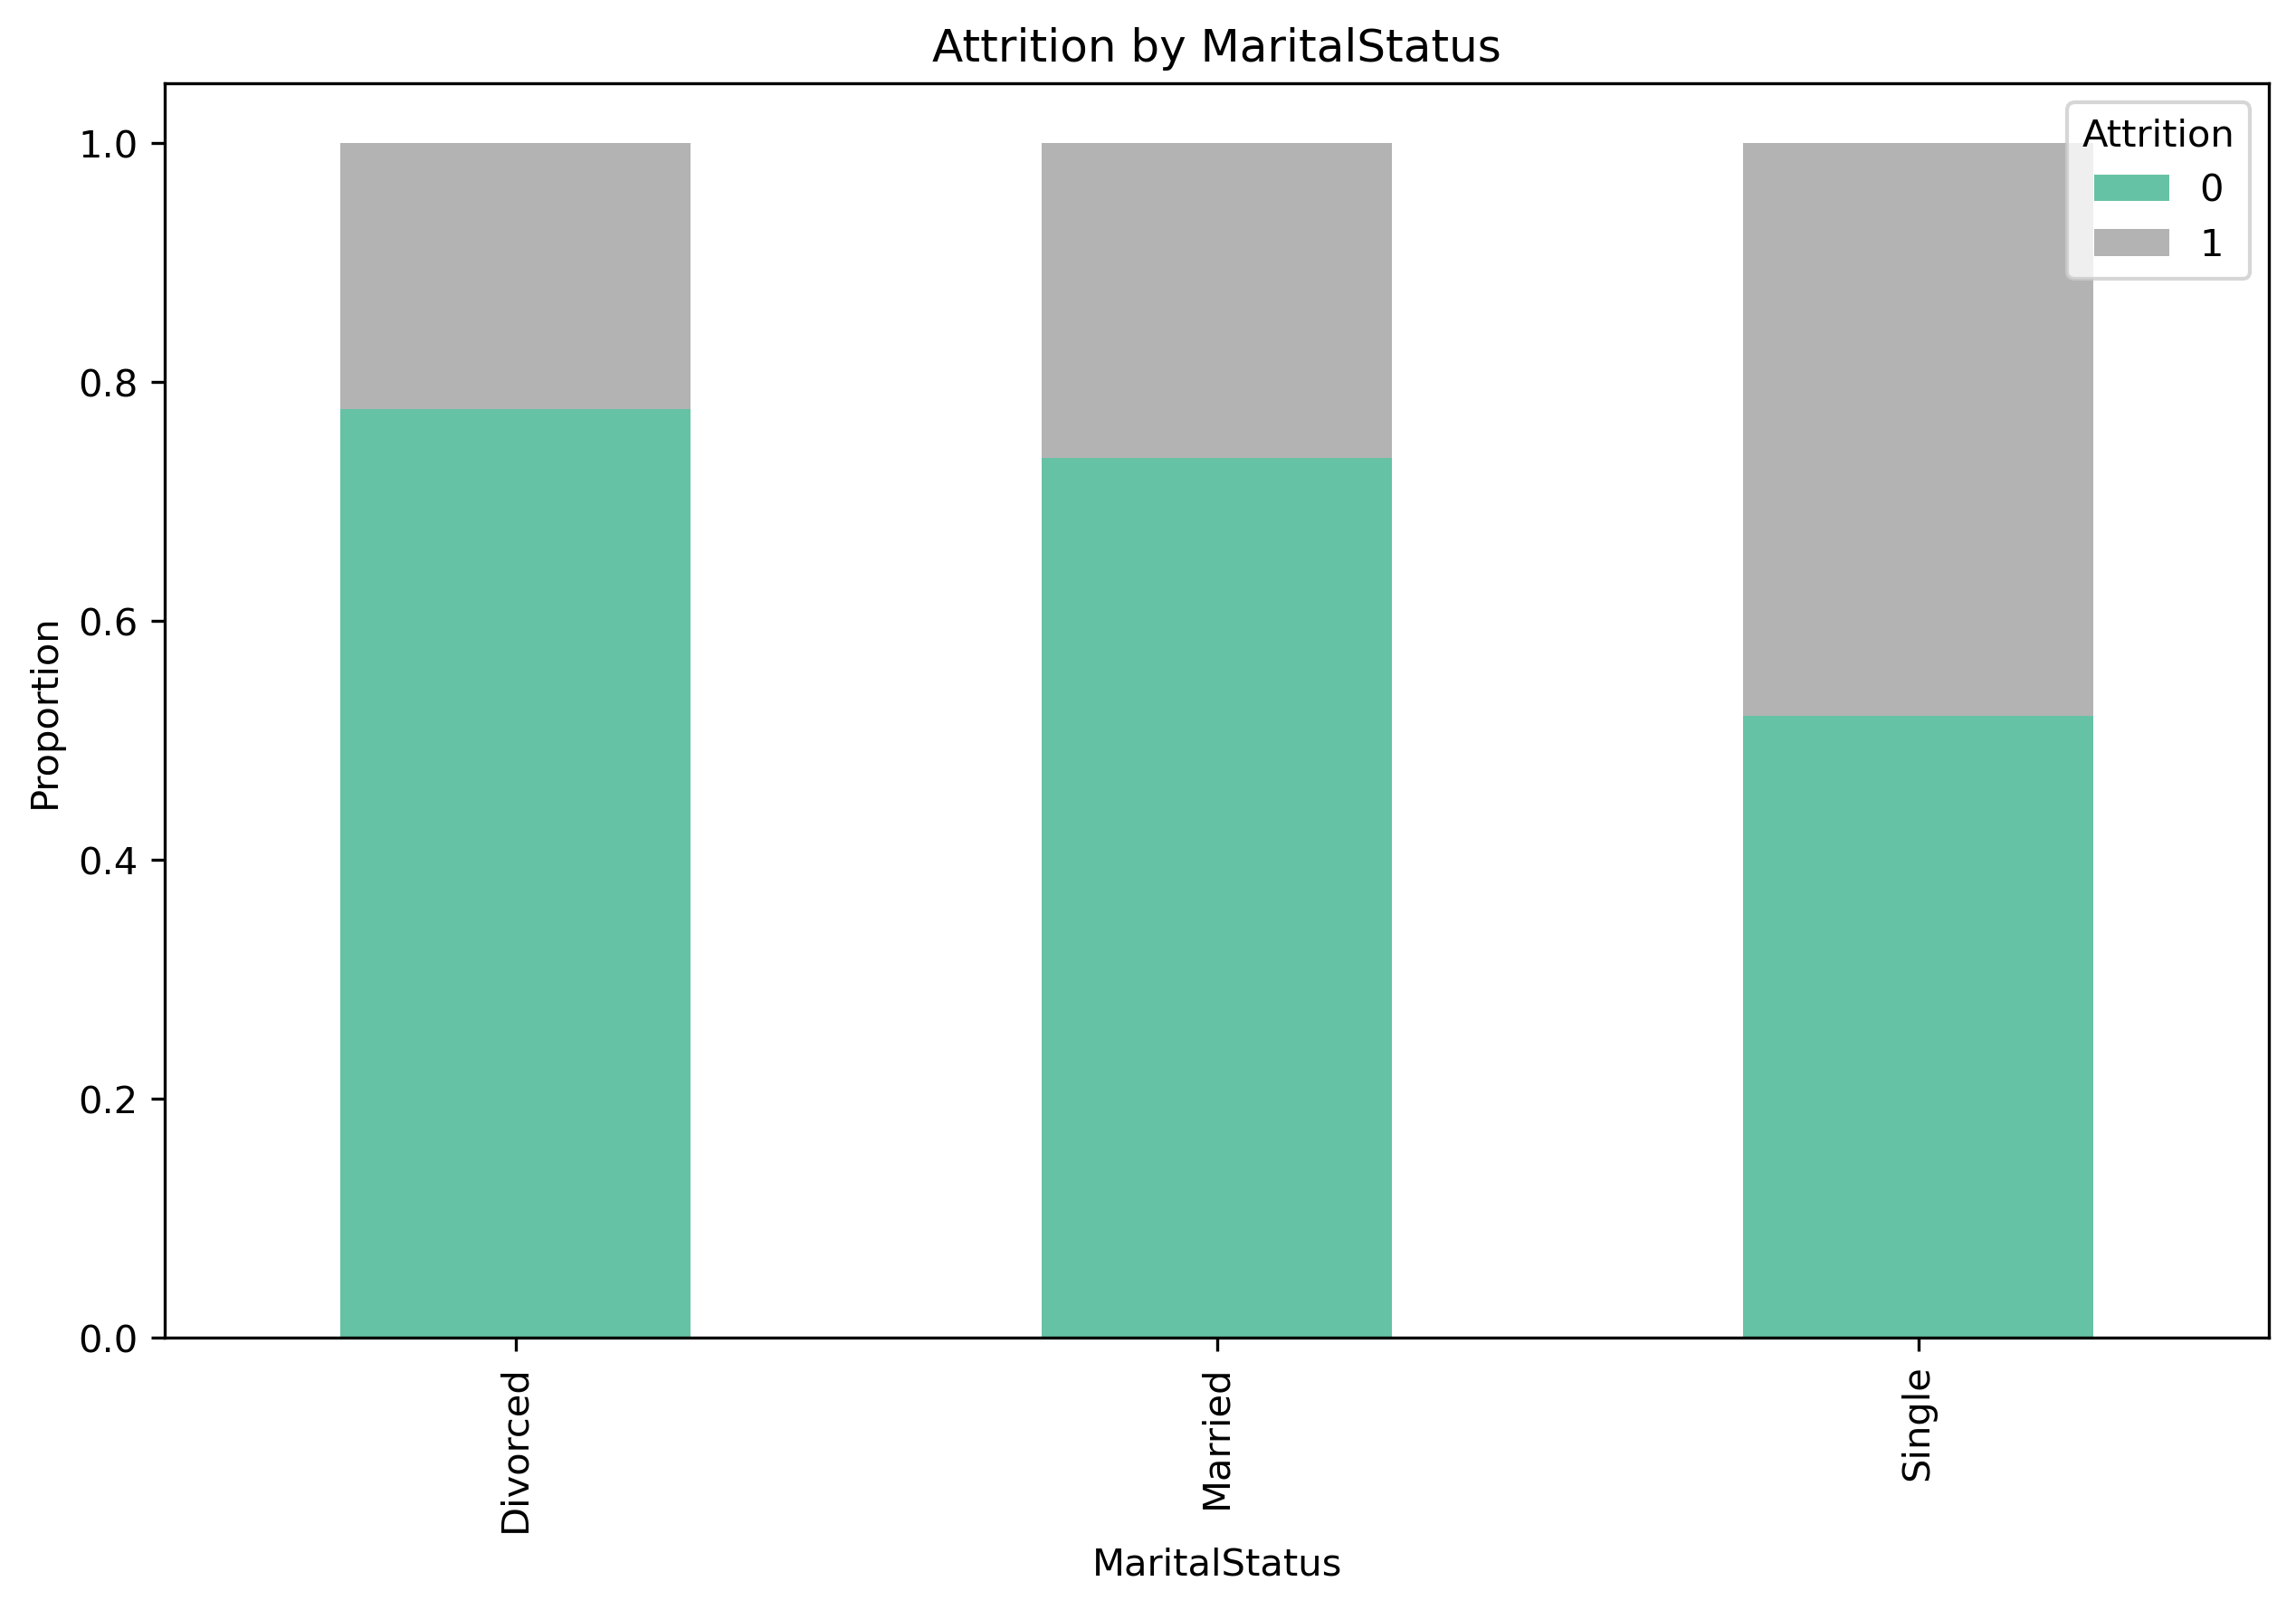 Attrition by MaritalStatus
Attrition
0
1
1.0
0.8
0.6
0.4
0.2
0.0
Proportion
Divorced
Married
Single
MaritalStatus